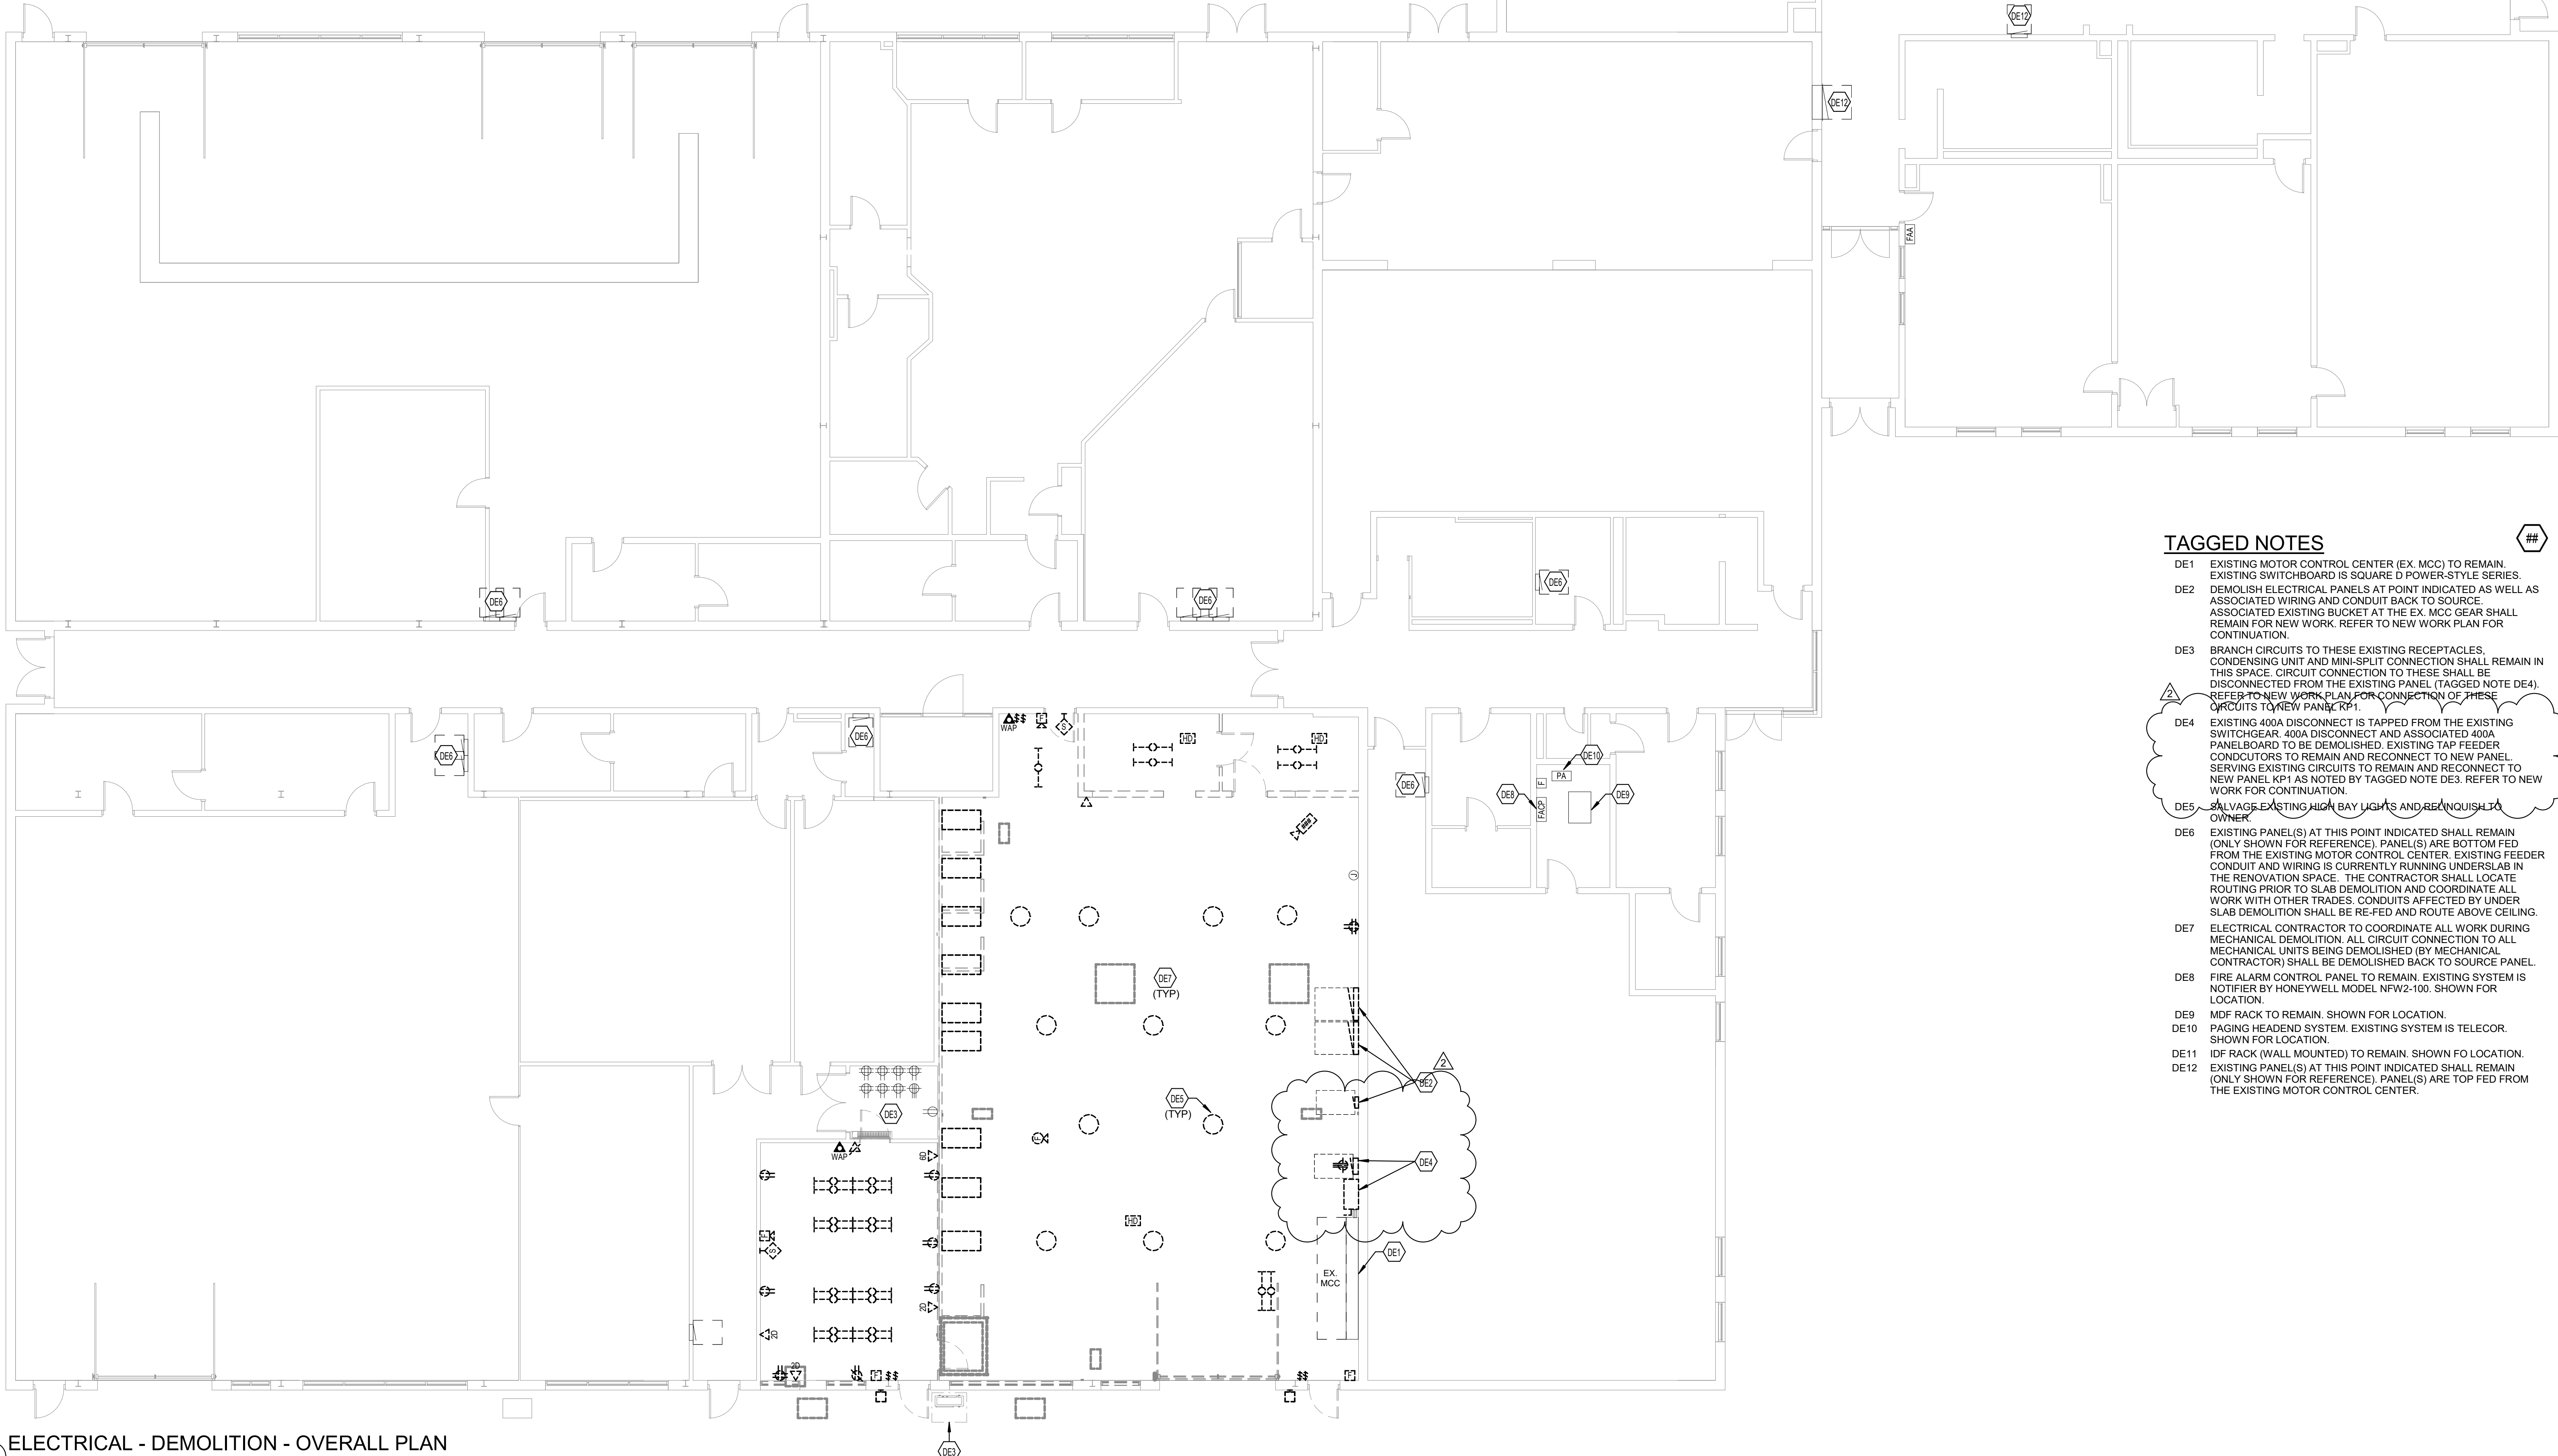 DE12
DE12
FAA
DE6
DE6
DE6
DE6
DE6
DE6
WAP
$$
F
S
HD
HD
DE10
PA
F
DE8
FACP
DE9
J
DE7
(TYP)
DE2
2
DE5
(TYP)
DE3
F
WAP
6D
DE4
HD
F
S
DE1
EX.
MCC
2D
2D
2D
F
$$
$$
F
DE3
TAGGED NOTES
##
DE1 EXISTING MOTOR CONTROL CENTER (EX. MCC) TO REMAIN.
EXISTING SWITCHBOARD IS SQUARE D POWER-STYLE SERIES.
DE2 DEMOLISH ELECTRICAL PANELS AT POINT INDICATED AS WELL AS
ASSOCIATED WIRING AND CONDUIT BACK TO SOURCE.
ASSOCIATED EXISTING BUCKET AT THE EX. MCC GEAR SHALL
REMAIN FOR NEW WORK. REFER TO NEW WORK PLAN FOR
CONTINUATION.
DE3 BRANCH CIRCUITS TO THESE EXISTING RECEPTACLES,
CONDENSING UNIT AND MINI-SPLIT CONNECTION SHALL REMAIN IN
THIS SPACE. CIRCUIT CONNECTION TO THESE SHALL BE
DISCONNECTED FROM THE EXISTING PANEL (TAGGED NOTE DE4).
REFER TO NEW WORK PLAN FOR CONNECTION OF THESE
CIRCUITS TO NEW PANEL KP1.
2
DE4 EXISTING 400A DISCONNECT IS TAPPED FROM THE EXISTING
SWITCHGEAR. 400A DISCONNECT AND ASSOCIATED 400A
PANELBOARD TO BE DEMOLISHED. EXISTING TAP FEEDER
CONDCUTORS TO REMAIN AND RECONNECT TO NEW PANEL.
SERVING EXISTING CIRCUITS TO REMAIN AND RECONNECT TO
NEW PANEL KP1 AS NOTED BY TAGGED NOTE DE3. REFER TO NEW
WORK FOR CONTINUATION.
DE5 SALVAGE EXISTING HIGH BAY LIGHTS AND RELINQUISH TO
OWNER.
DE6 EXISTING PANEL(S) AT THIS POINT INDICATED SHALL REMAIN
(ONLY SHOWN FOR REFERENCE). PANEL(S) ARE BOTTOM FED
FROM THE EXISTING MOTOR CONTROL CENTER. EXISTING FEEDER
CONDUIT AND WIRING IS CURRENTLY RUNNING UNDERSLAB IN
THE RENOVATION SPACE. THE CONTRACTOR SHALL LOCATE
ROUTING PRIOR TO SLAB DEMOLITION AND COORDINATE ALL
WORK WITH OTHER TRADES. CONDUITS AFFECTED BY UNDER
SLAB DEMOLITION SHALL BE RE-FED AND ROUTE ABOVE CEILING.
DE7 ELECTRICAL CONTRACTOR TO COORDINATE ALL WORK DURING
MECHANICAL DEMOLITION. ALL CIRCUIT CONNECTION TO ALL
MECHANICAL UNITS BEING DEMOLISHED (BY MECHANICAL
CONTRACTOR) SHALL BE DEMOLISHED BACK TO SOURCE PANEL.
DE8 FIRE ALARM CONTROL PANEL TO REMAIN. EXISTING SYSTEM IS
NOTIFIER BY HONEYWELL MODEL NFW2-100. SHOWN FOR
LOCATION.
DE9 MDF RACK TO REMAIN. SHOWN FOR LOCATION.
DE10 PAGING HEADEND SYSTEM. EXISTING SYSTEM IS TELECOR.
SHOWN FOR LOCATION.
DE11 IDF RACK (WALL MOUNTED) TO REMAIN. SHOWN FO LOCATION.
DE12 EXISTING PANEL(S) AT THIS POINT INDICATED SHALL REMAIN
(ONLY SHOWN FOR REFERENCE). PANEL(S) ARE TOP FED FROM
THE EXISTING MOTOR CONTROL CENTER.
ELECTRICAL - DEMOLITION - OVERALL PLAN